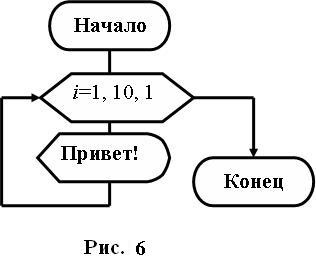 Начало
i=1, 10, 1
Привет!
Конец
Рис. 6